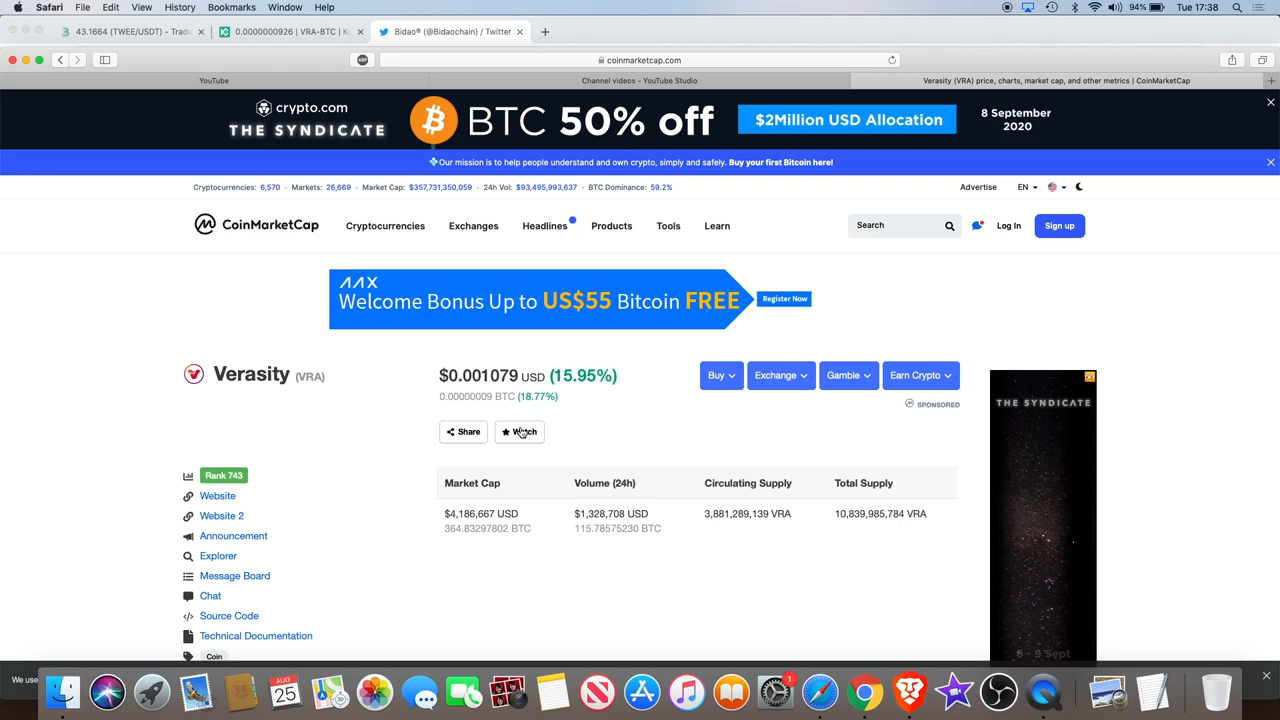 Safari File Edit View History Bookmarks Window Help 94% Tue 17:38
43.1664 (TWEE/USDT) - Trade 0.0000000926 | VRA-BTC | Ku Bidao® (@Bidaochain) / Twitter
coinmarketcap.com
YouTube Channel videos - YouTube Studio Verasity (VRA) price, charts, market cap, and other metrics | CoinMarketCap
crypto.com
THE SYNDICATE
BTC 50% off
$2Million USD Allocation
8 September
2020
Our mission is to help people understand and own crypto, simply and safely. Buy your first Bitcoin here!
Cryptocurrencies: 6,570 • Markets: 26,669 • Market Cap: $357,731,350,059 • 24h Vol: $93,495,993,637 • BTC Dominance: 59.2%
Advertise EN
CoinMarketCap Cryptocurrencies Exchanges Headlines Products Tools Learn Search Log In Sign up
AAX
Welcome Bonus Up to US$55 Bitcoin FREE
Register Now
Verasity (VRA)
$0.001079 USD (15.95%)
0.00000009 BTC (18.77%)
Buy Exchange Gamble Earn Crypto
SPONSORED
Share Watch
THE SYNDICATE
8 - 9 Sept
Rank 743
Website
Website 2
Announcement
Explorer
Message Board
Chat
Source Code
Technical Documentation
Coin
Market Cap Volume (24h) Circulating Supply Total Supply
$4,186,667 USD $1,328,708 USD 3,881,289,139 VRA 10,839,985,784 VRA
364.83297802 BTC 115.78575230 BTC
We use
AUG
25
1